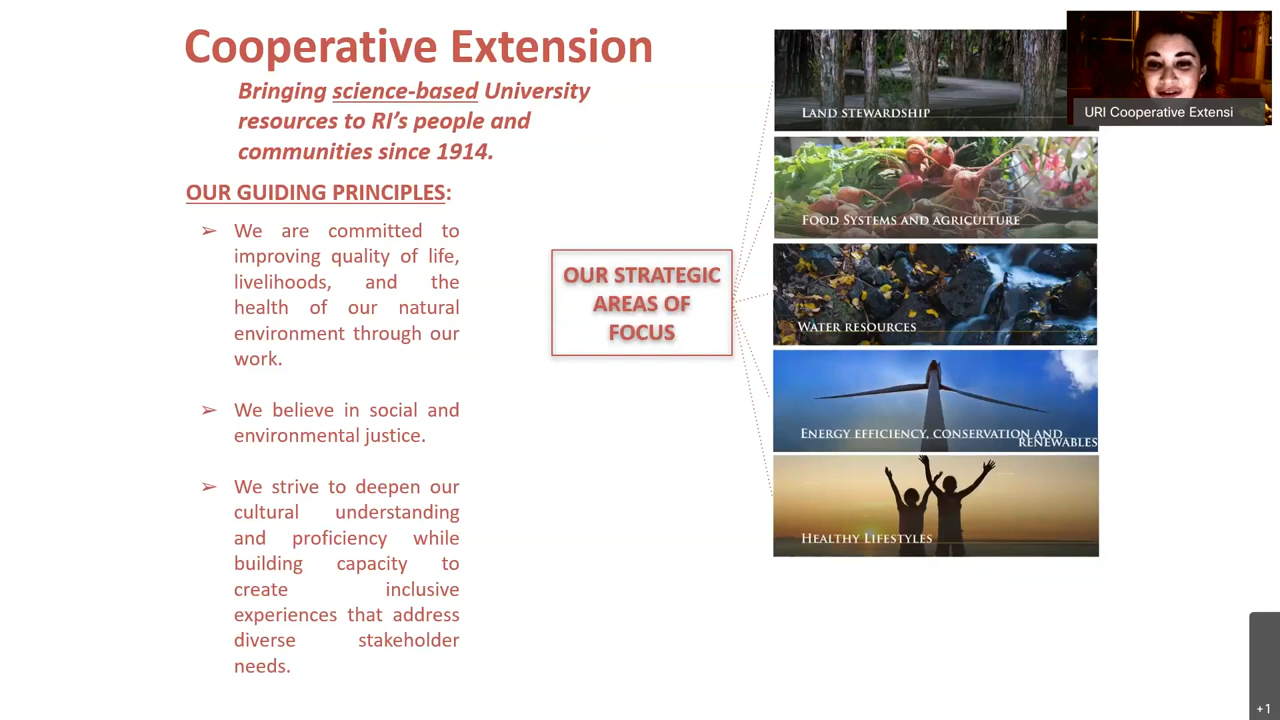 Cooperative Extension
Bringing science-based University
resources to RI's people and
communities since 1914.
OUR GUIDING PRINCIPLES:
➢ We are committed to
improving quality of life,
livelihoods, and the
health of our natural
environment through our
work.
➢ We believe in social and
environmental justice.
➢ We strive to deepen our
cultural understanding
and proficiency while
building capacity to
create inclusive
experiences that address
diverse stakeholder
needs.
OUR STRATEGIC
AREAS OF
FOCUS
LAND STEWARDSHIP
FOOD SYSTEMS AND AGRICULTURE
WATER RESOURCES
ENERGY EFFICIENCY, CONSERVATION AND
RENEWABLES
HEALTHY LIFESTYLES
URI Cooperative Extensi
+1